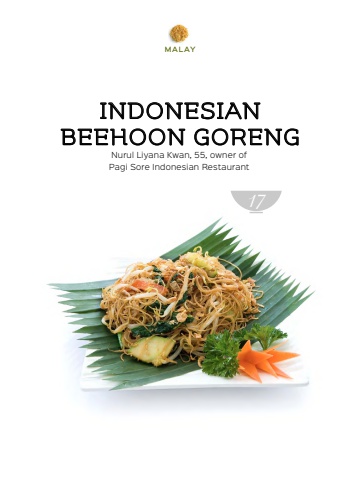 MALAY
INDONESIAN
BEEHOON GORENG
Nurul Liyana Kwan, 55, owner of
Pagi Sore Indonesian Restaurant
17